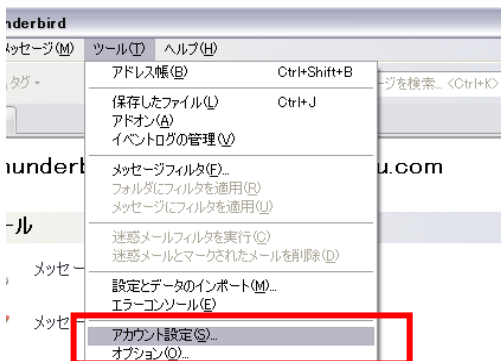 nderbird
メッセージ(M) ツール(T) ヘルプ(H)
タグ
アドレス帳(B) Ctrl+Shift+B
ージを検索... <Ctrl+K>
保存したファイル(L) Ctrl+J
アドオン(A)
イベントログの管理(V)
hunderb
u.com
メッセージフィルタ(F)...
フォルダにフィルタを適用(R)
メッセージにフィルタを適用(U)
ール
迷惑メールフィルタを実行(C)
迷惑メールとマークされたメールを削除(D)
メッセー
設定とデータのインポート(M)...
エラーコンソール(E)
メッセ
アカウント設定(S)...
オプション(O)...